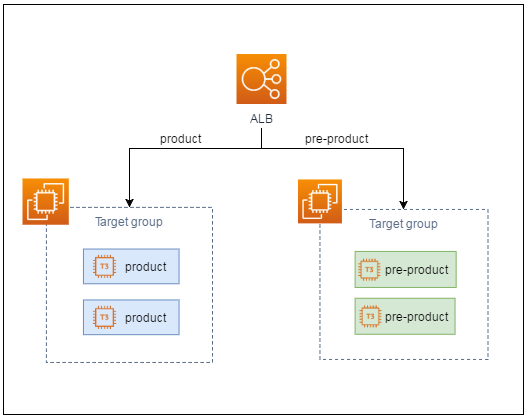 ALB
product
pre-product
Target group
T3 product
T3 product
Target group
T3 pre-product
T3 pre-product